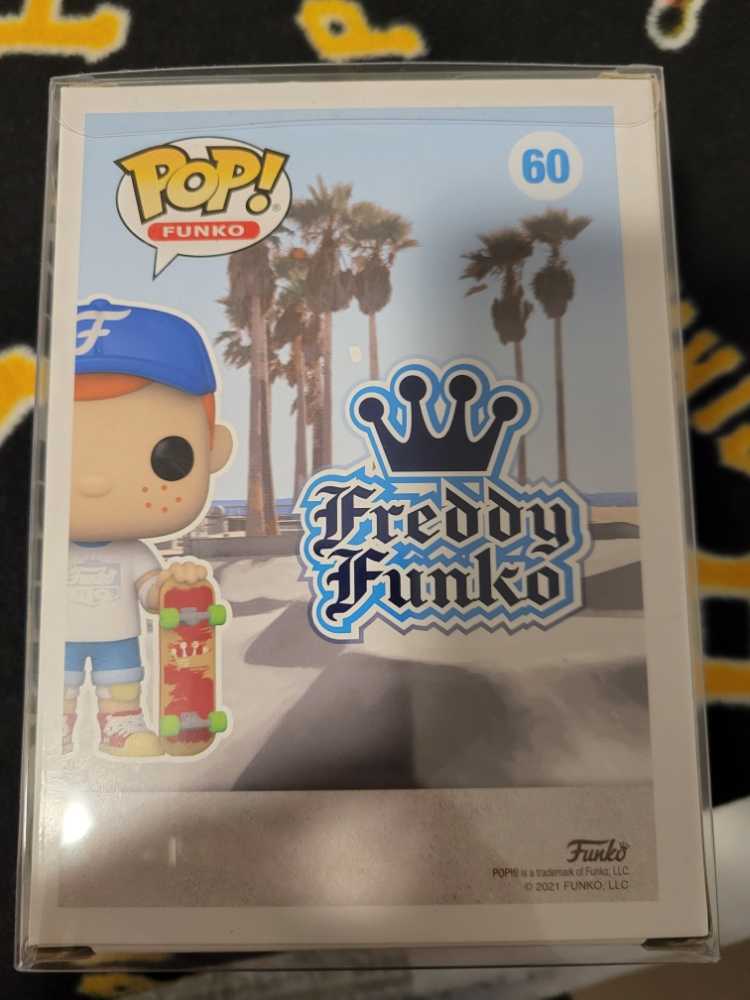 POP!
FUNKO
60
F
Freddy
Funko
Funko
POP!® is a trademark of Funko, LLC
© 2021 FUNKO, LLC